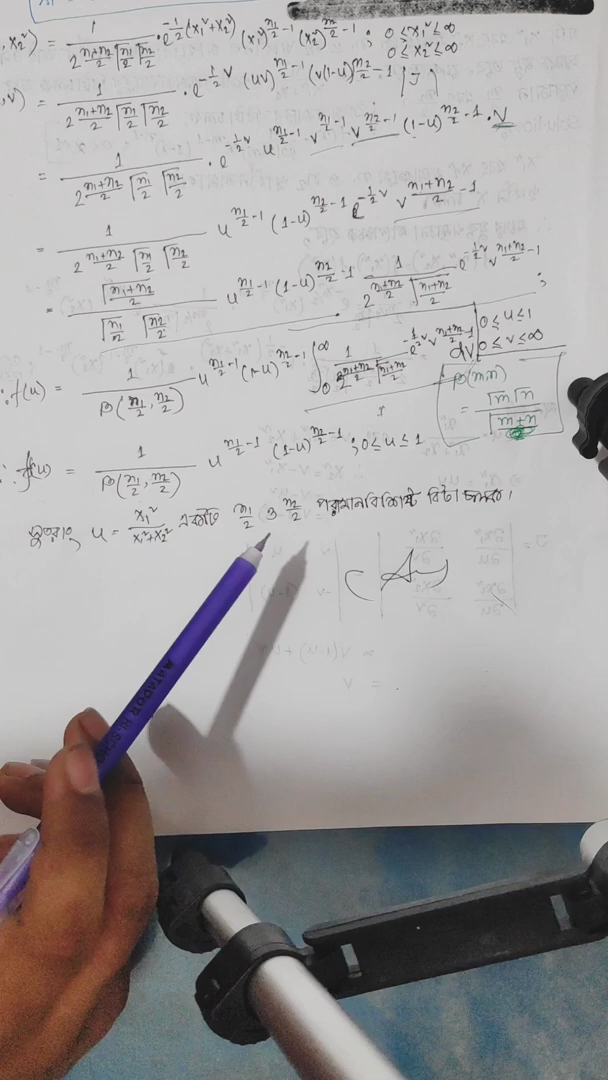 , x₂²) = 1/(2^((n₁+n₂)/2) Γ(n₁/2) Γ(n₂/2)) · e^(-1/2 (x₁²+x₂²)) (x₁²)^(n₁/2 -1) (x₂²)^(n₂/2 -1) ; 0 ≤ x₁² ≤ ∞
0 ≤ x₂² ≤ ∞
, v) = 1/(2^((n₁+n₂)/2) Γ(n₁/2) Γ(n₂/2)) · e^(-1/2 v) (uv)^(n₁/2 -1) (v(1-u))^(n₂/2 -1) |J|
= 1/(2^((n₁+n₂)/2) Γ(n₁/2) Γ(n₂/2)) · e^(-1/2 v) u^(n₁/2 -1) v^(n₁/2 -1) v^(n₂/2 -1) (1-u)^(n₂/2 -1) · v
= 1/(2^((n₁+n₂)/2) Γ(n₁/2) Γ(n₂/2)) u^(n₁/2 -1) (1-u)^(n₂/2 -1) e^(-1/2 v) v^((n₁+n₂)/2 -1)
= Γ((n₁+n₂)/2)/(Γ(n₁/2) Γ(n₂/2)) u^(n₁/2 -1) (1-u)^(n₂/2 -1) 1/(2^((n₁+n₂)/2) Γ((n₁+n₂)/2)) e^(-1/2 v) v^((n₁+n₂)/2 -1) ;
0 ≤ u ≤ 1
0 ≤ v ≤ ∞
∴ f(u) = 1/β(n₁/2, n₂/2) u^(n₁/2 -1) (1-u)^(n₂/2 -1) ∫₀^∞ 1/(2^((n₁+n₂)/2) Γ((n₁+n₂)/2)) e^(-1/2 v) v^((n₁+n₂)/2 -1) dv
1
β(m,n)
= Γm Γn / Γ(m+n)
∴ f(u) = 1/β(n₁/2, n₂/2) u^(n₁/2 -1) (1-u)^(n₂/2 -1) ; 0 ≤ u ≤ 1
সুতরাং u = x₁²/(x₁²+x₂²) একটি n₁/2 ও n₂/2 পরামানবিশিষ্ট বিটা চলক।
MATADOR HI-SCHOOL